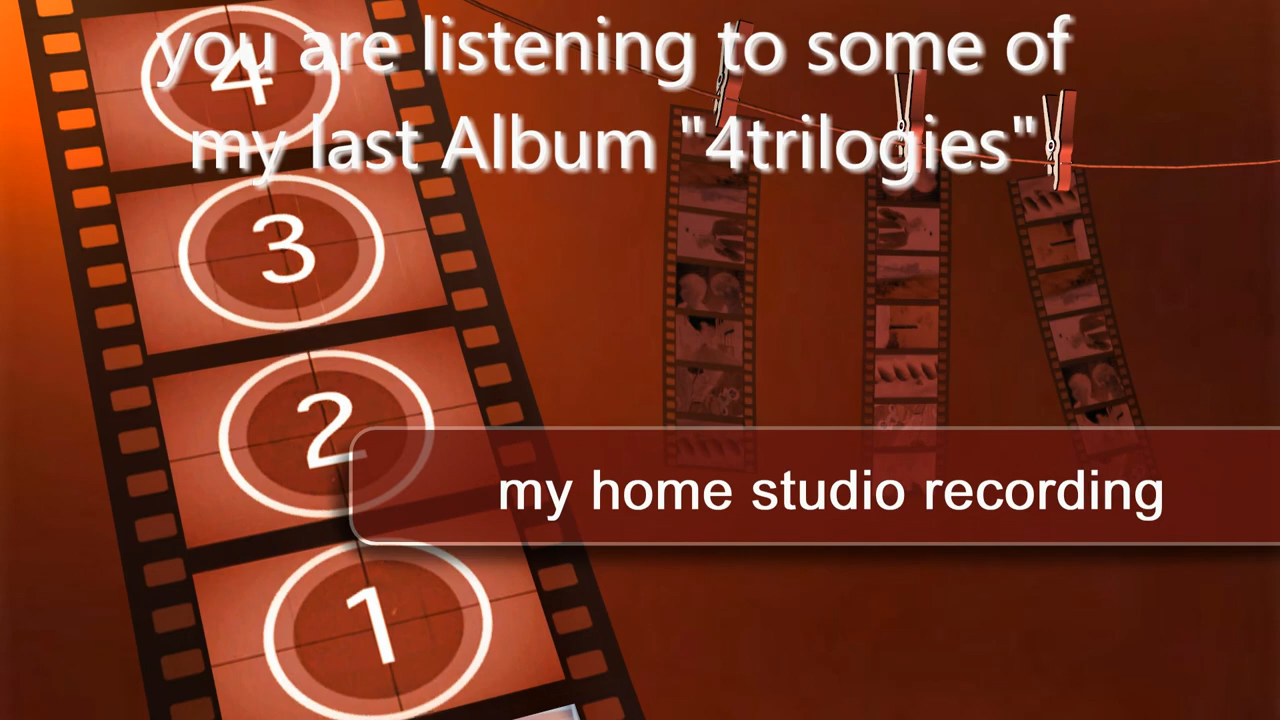 you are listening to some of
my last Album "4trilogies"
4
3
2
my home studio recording
1